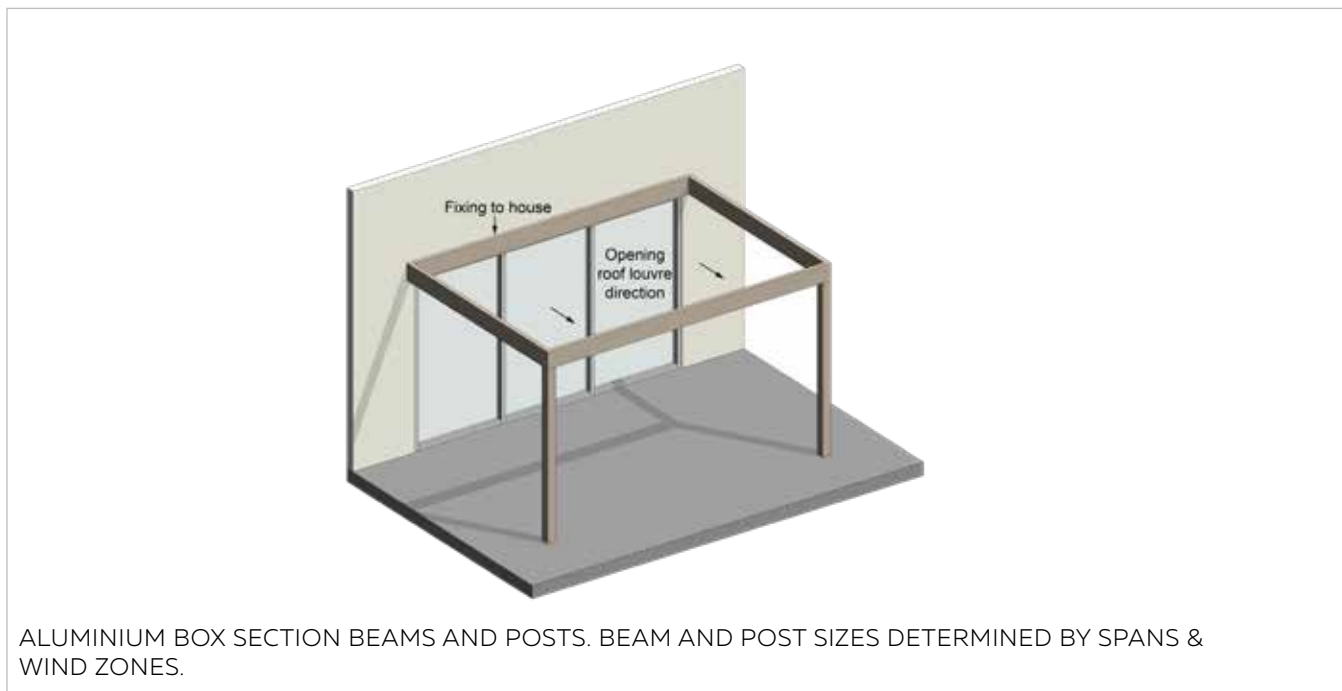 Fixing to house
Opening
roof louvre
direction
ALUMINIUM BOX SECTION BEAMS AND POSTS. BEAM AND POST SIZES DETERMINED BY SPANS &
WIND ZONES.